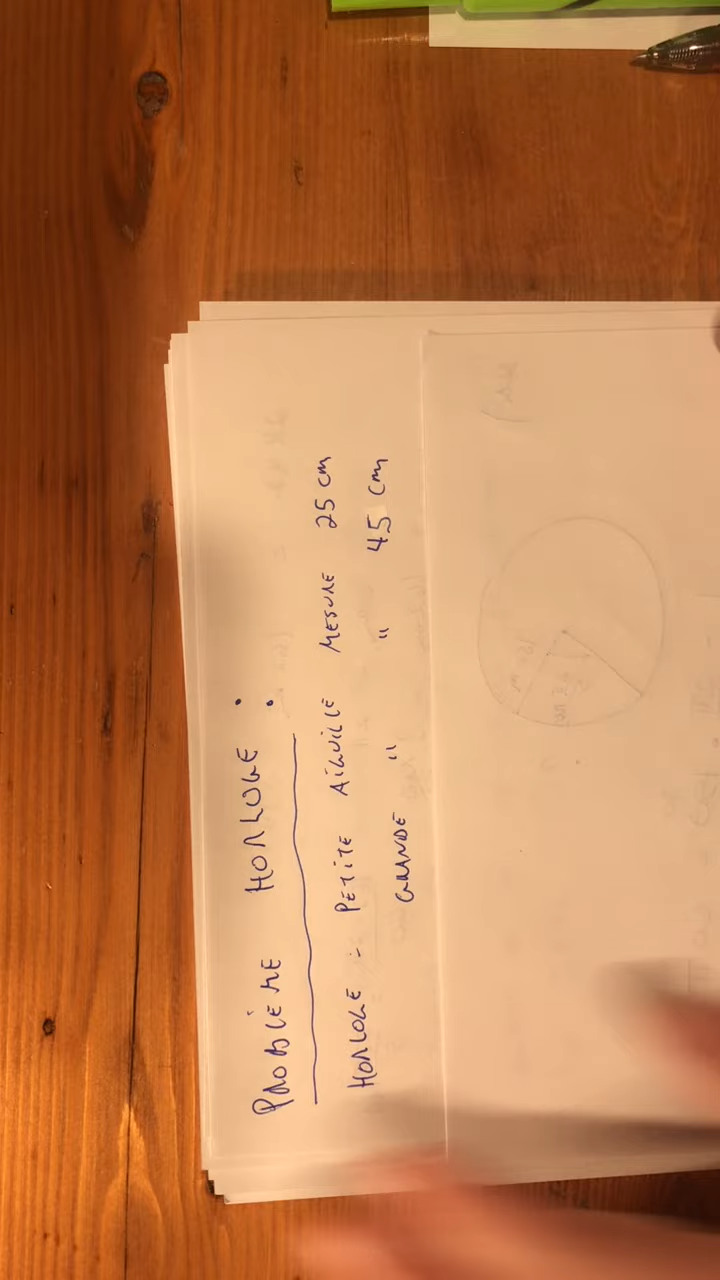 PROBLÈME HORLOGE :
HORLOGE : PETITE AIGUILLE MESURE 25 cm
GRANDE " " 45 cm